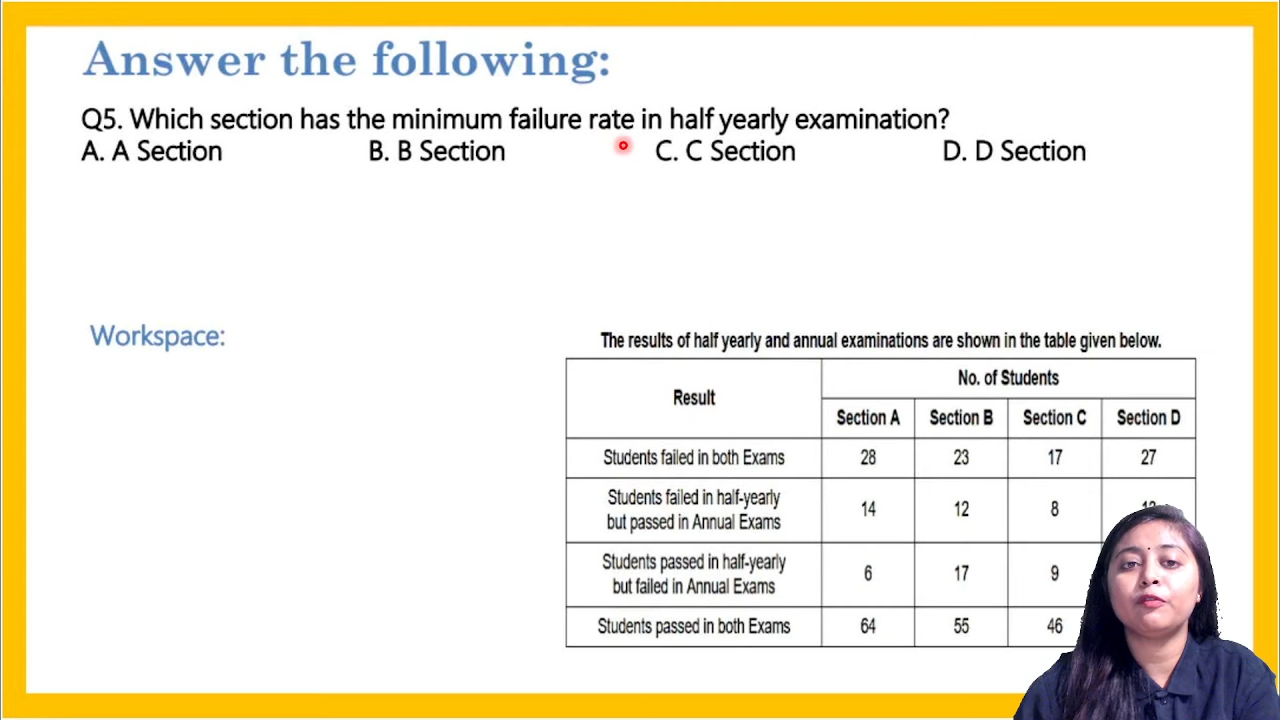 Answer the following:
Q5. Which section has the minimum failure rate in half yearly examination?
A. A Section B. B Section C. C Section D. D Section
Workspace:
The results of half yearly and annual examinations are shown in the table given below.
Result
No. of Students
Section A Section B Section C Section D
Students failed in both Exams 28 23 17 27
Students failed in half-yearly
but passed in Annual Exams 14 12 8
Students passed in half-yearly
but failed in Annual Exams 6 17 9
Students passed in both Exams 64 55 46